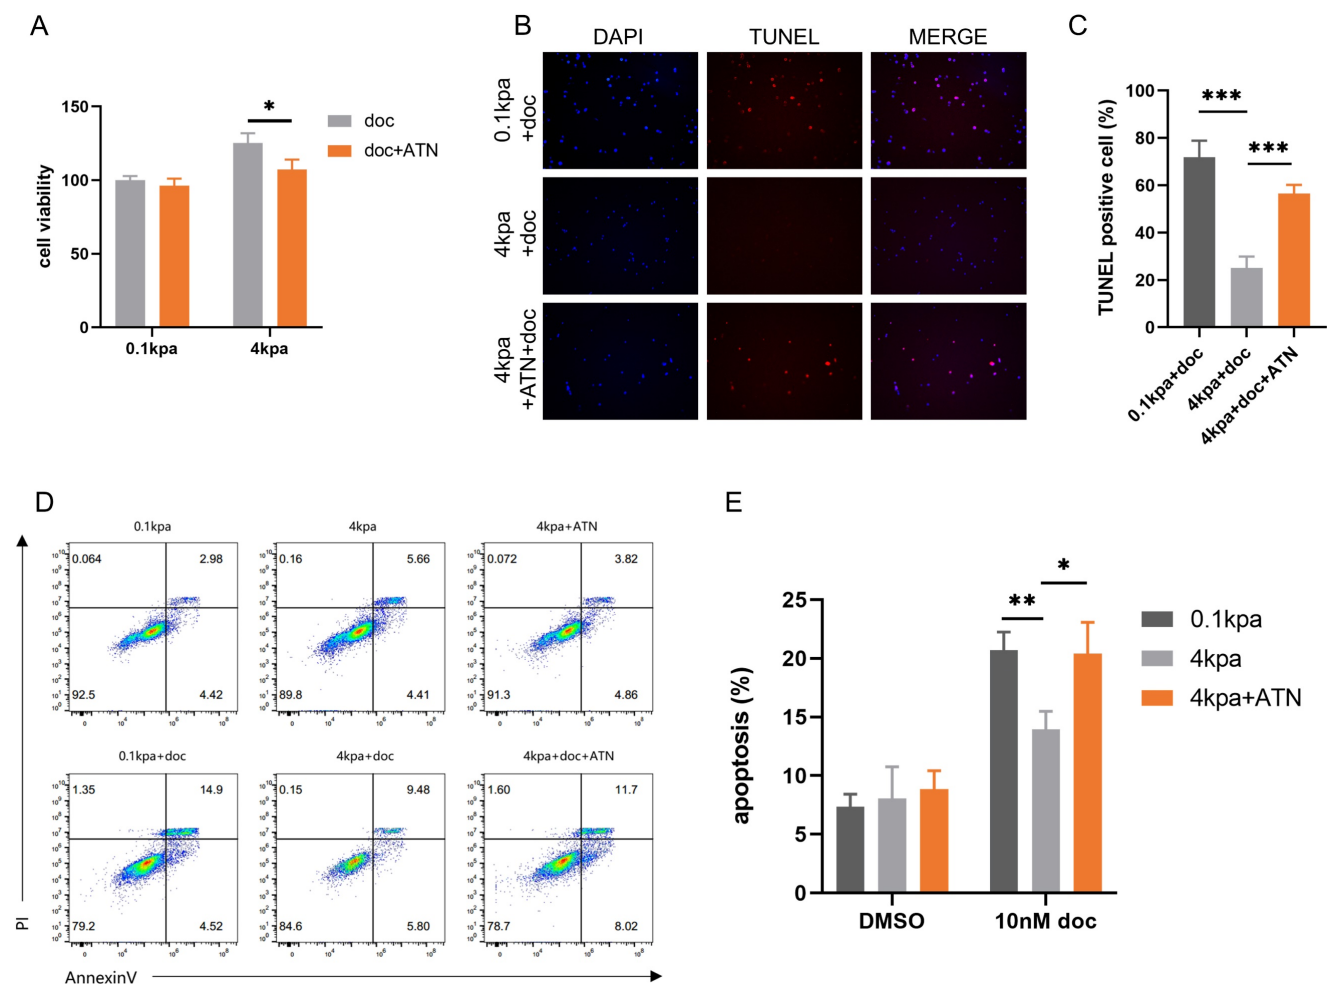 A
150
100
50
0
cell viability
*
0.1kpa
4kpa
doc
doc+ATN
B
DAPI TUNEL MERGE
0.1kpa
+doc
4kpa
+doc
4kpa
+ATN+doc
C
100
80
60
40
20
0
TUNEL positive cell (%)
***
***
0.1kpa+doc
4kpa+doc
4kpa+doc+ATN
D
0.1kpa
0.064 2.98
92.5 4.42
4kpa
0.16 5.66
89.8 4.41
4kpa+ATN
0.072 3.82
91.3 4.86
0.1kpa+doc
1.35 14.9
79.2 4.52
4kpa+doc
0.15 9.48
84.6 5.80
4kpa+doc+ATN
1.60 11.7
78.7 8.02
PI
AnnexinV
E
25
20
15
10
5
0
apoptosis (%)
**
*
DMSO
10nM doc
0.1kpa
4kpa
4kpa+ATN